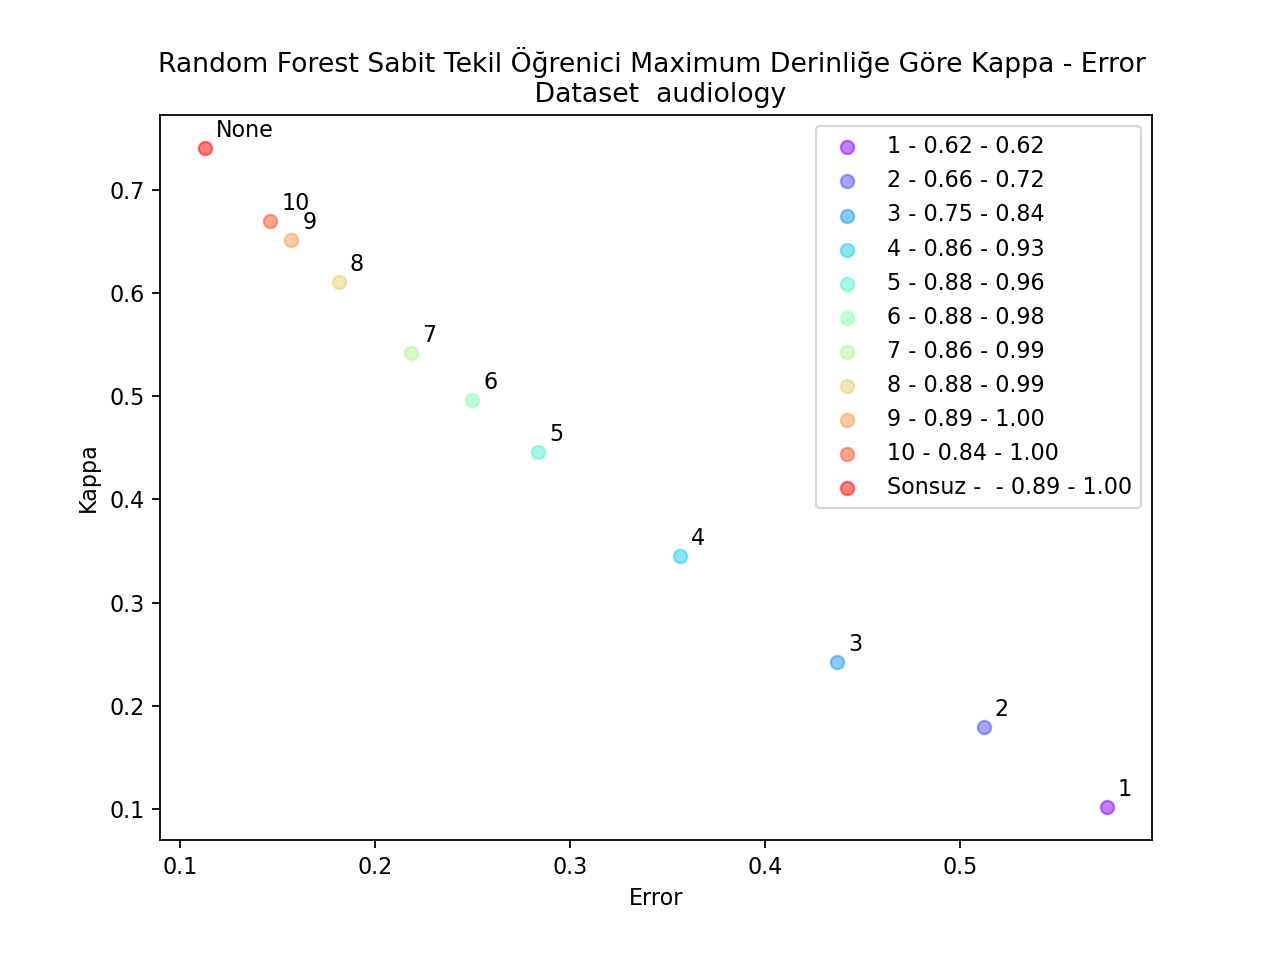 Random Forest Sabit Tekil Öğrenici Maximum Derinliğe Göre Kappa - Error
Dataset  audiology
None
10
9
8
7
6
5
4
3
2
1
1 - 0.62 - 0.62
2 - 0.66 - 0.72
3 - 0.75 - 0.84
4 - 0.86 - 0.93
5 - 0.88 - 0.96
6 - 0.88 - 0.98
7 - 0.86 - 0.99
8 - 0.88 - 0.99
9 - 0.89 - 1.00
10 - 0.84 - 1.00
Sonsuz -  - 0.89 - 1.00
Kappa
0.7
0.6
0.5
0.4
0.3
0.2
0.1
0.1 0.2 0.3 0.4 0.5
Error